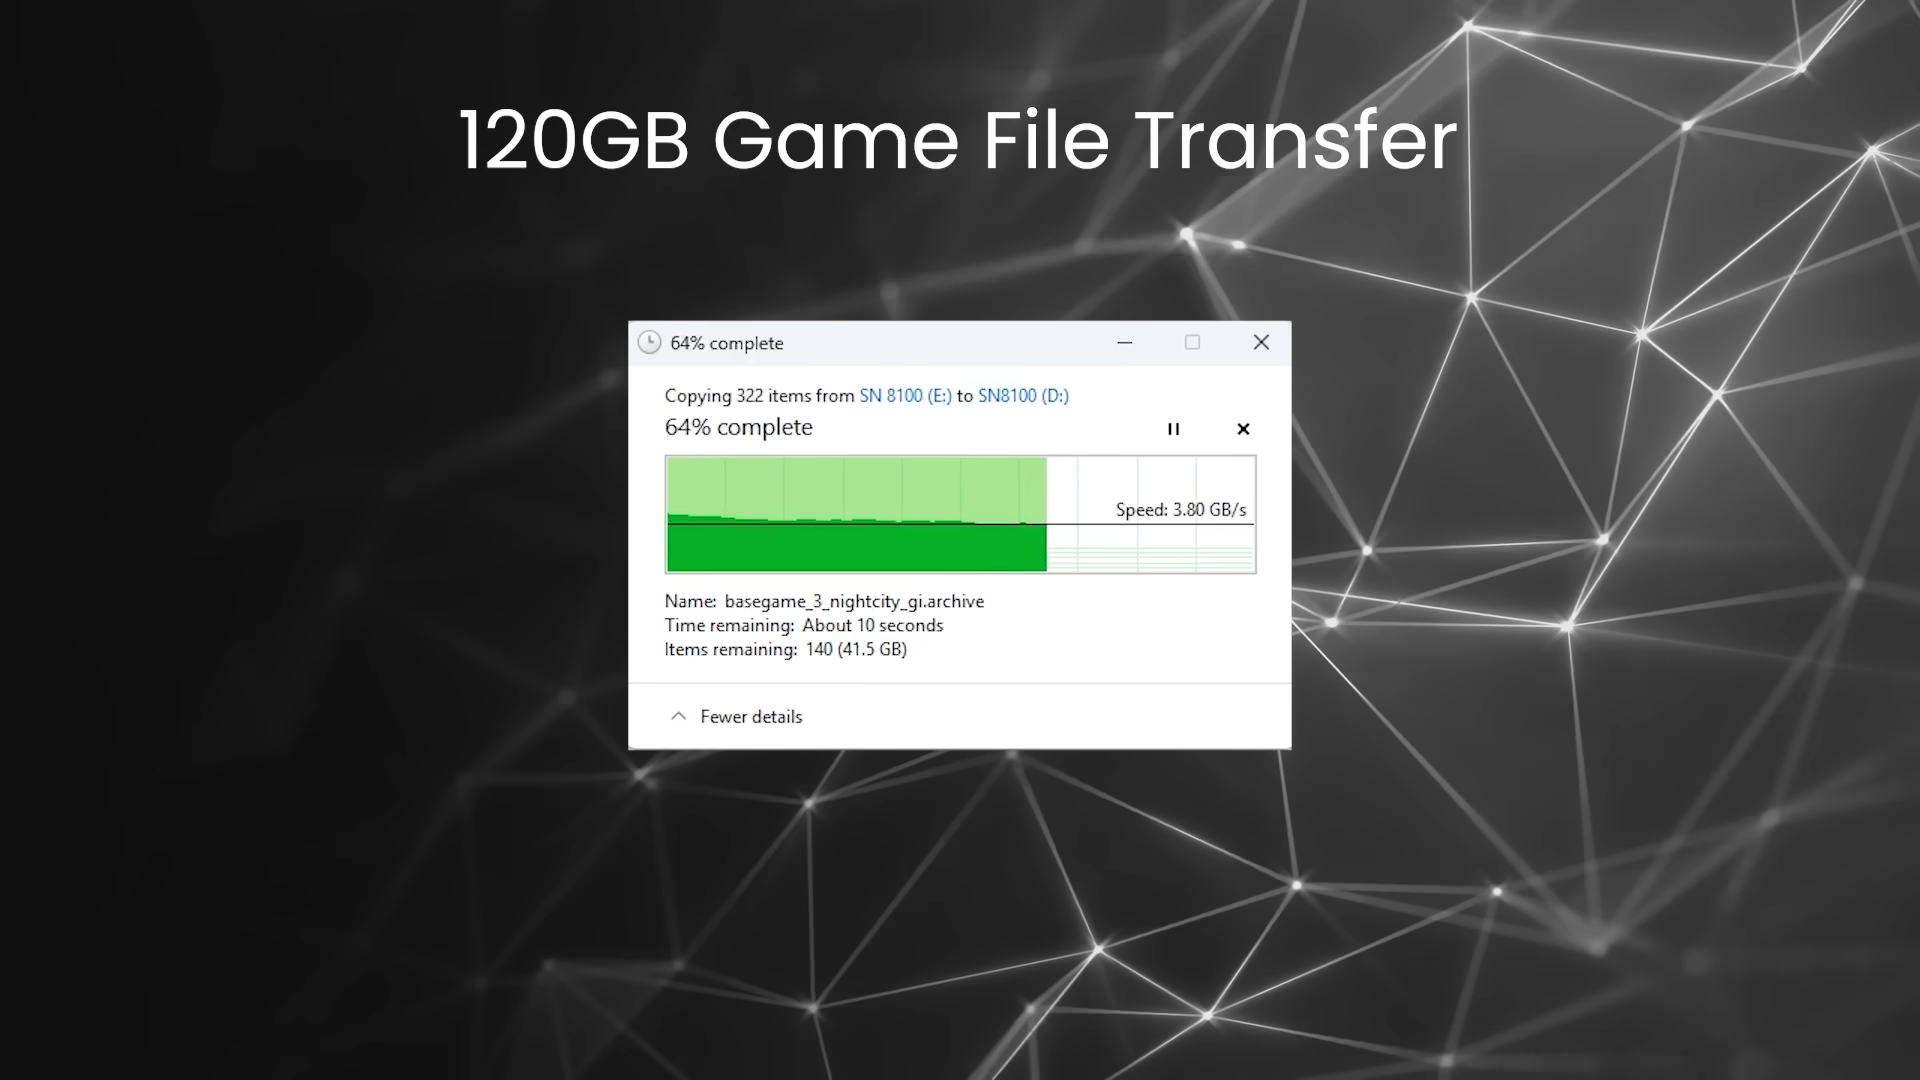 120GB Game File Transfer
64% complete
Copying 322 items from SN 8100 (E:) to SN8100 (D:)
64% complete
Speed: 3.80 GB/s
Name: basegame_3_nightcity_gi.archive
Time remaining: About 10 seconds
Items remaining: 140 (41.5 GB)
Fewer details